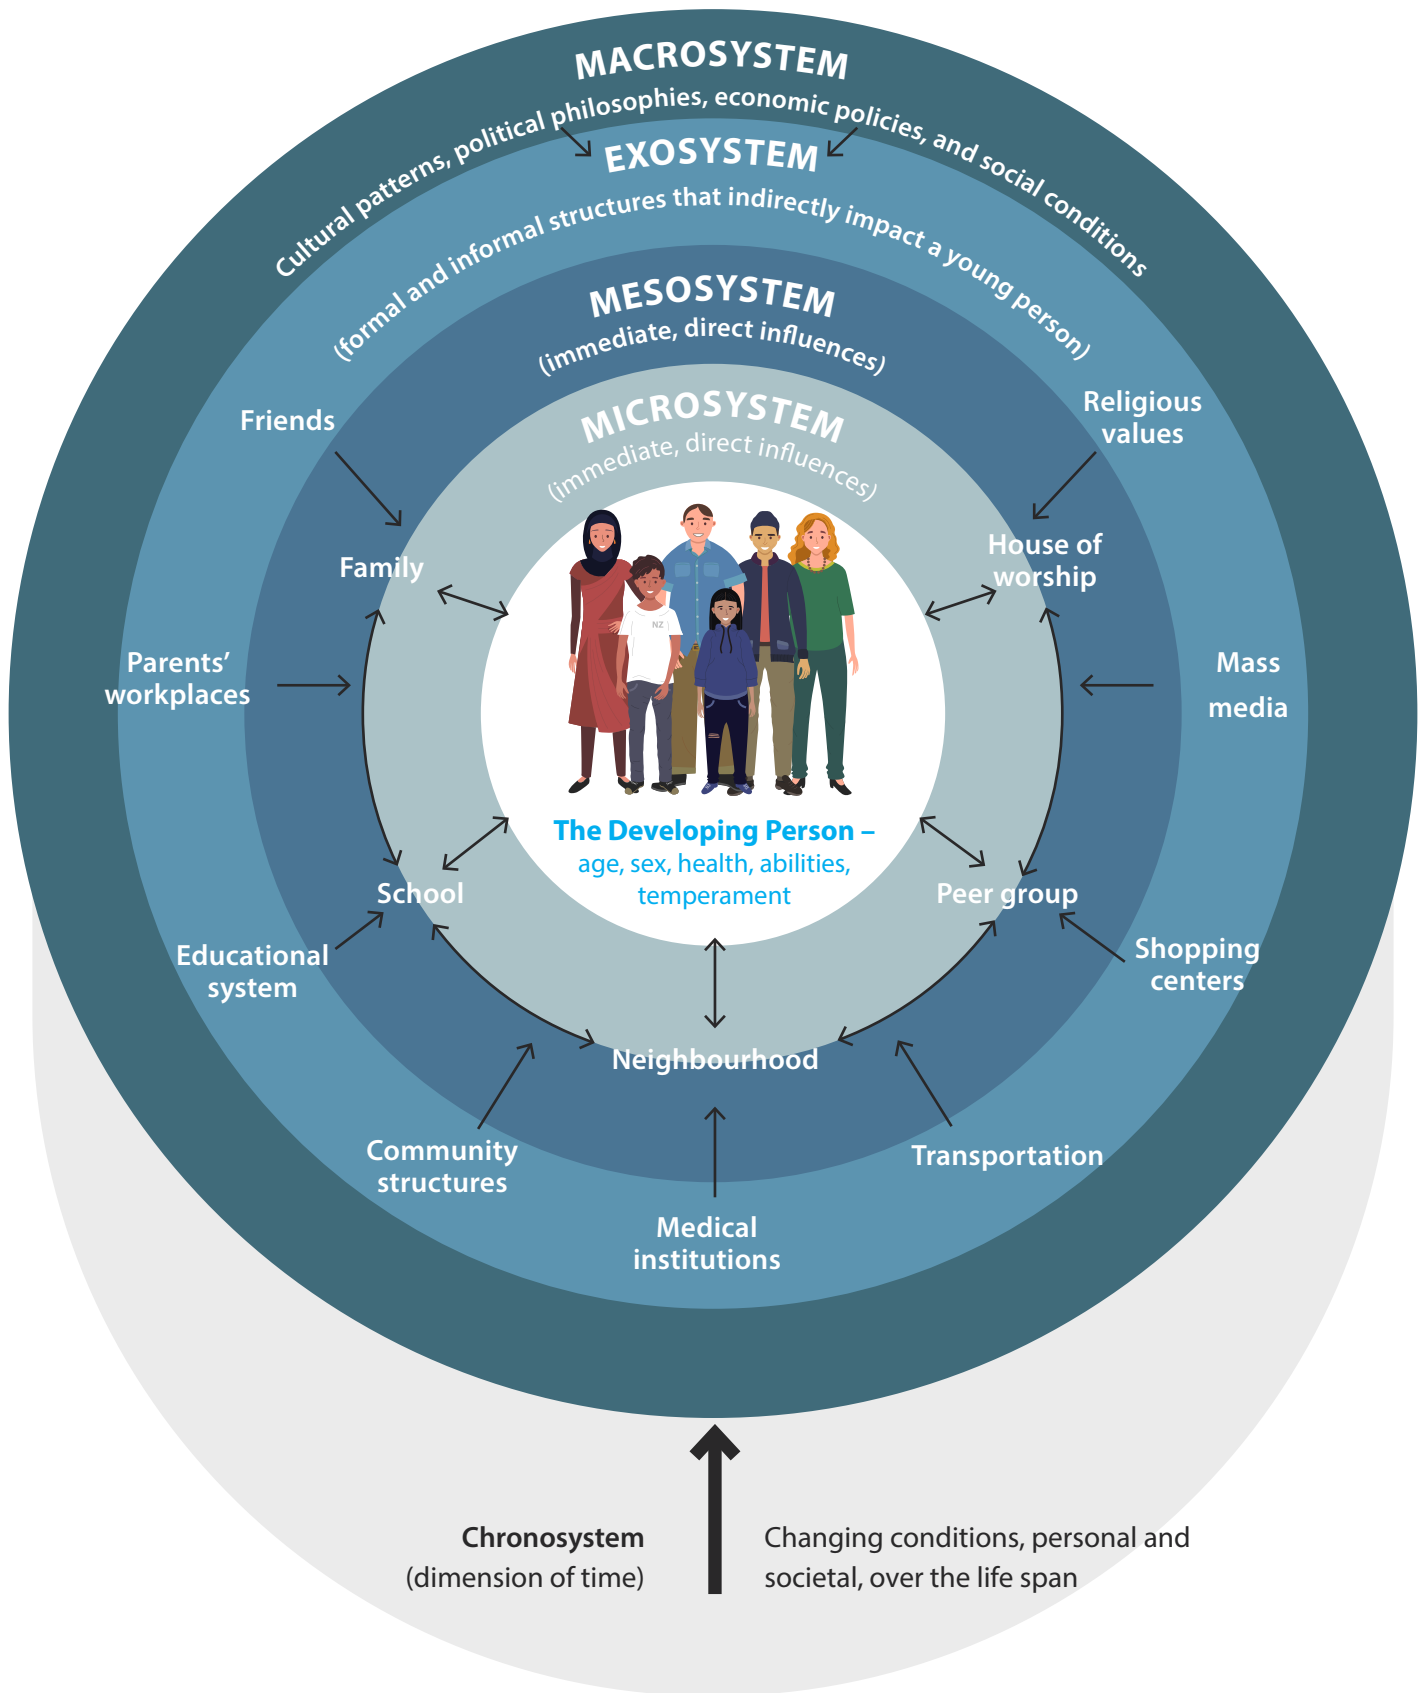 MACROSYSTEM
Cultural patterns, political philosophies, economic policies, and social conditions
EXOSYSTEM
(formal and informal structures that indirectly impact a young person)
MESOSYSTEM
(immediate, direct influences)
MICROSYSTEM
(immediate, direct influences)
Friends
Religious
values
Family
House of
worship
NZ
Parents’
workplaces
Mass
media
The Developing Person –
age, sex, health, abilities,
temperament
School
Peer group
Educational
system
Shopping
centers
Neighbourhood
Community
structures
Transportation
Medical
institutions
Chronosystem
(dimension of time)
Changing conditions, personal and
societal, over the life span